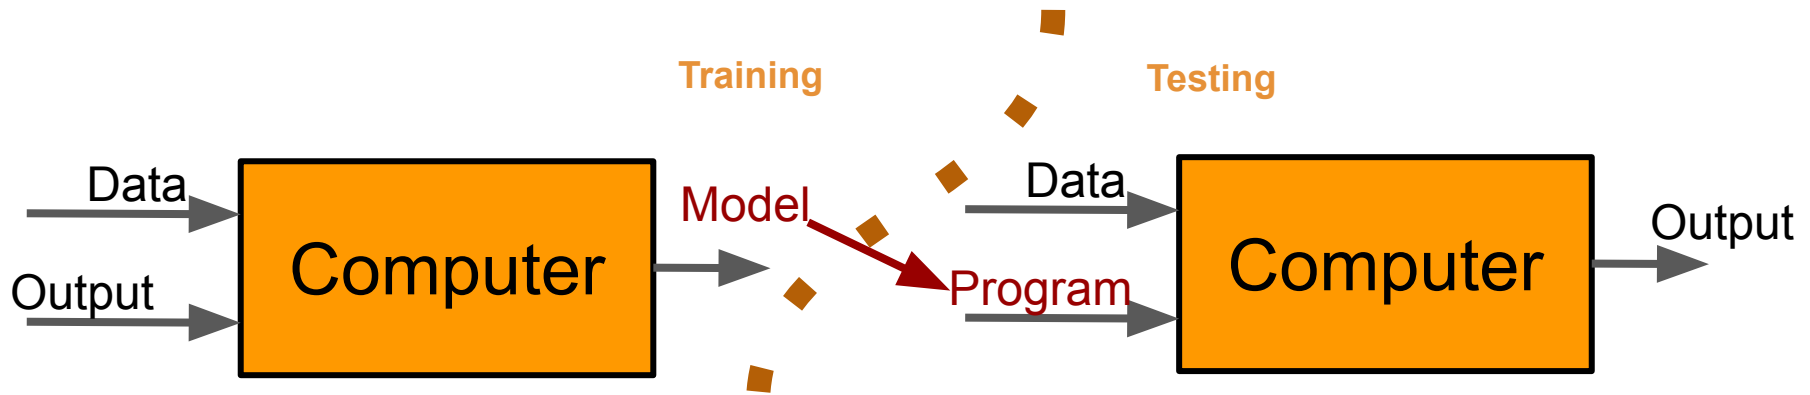 Training
Testing
Data
Output
Computer
Model
Data
Program
Computer
Output